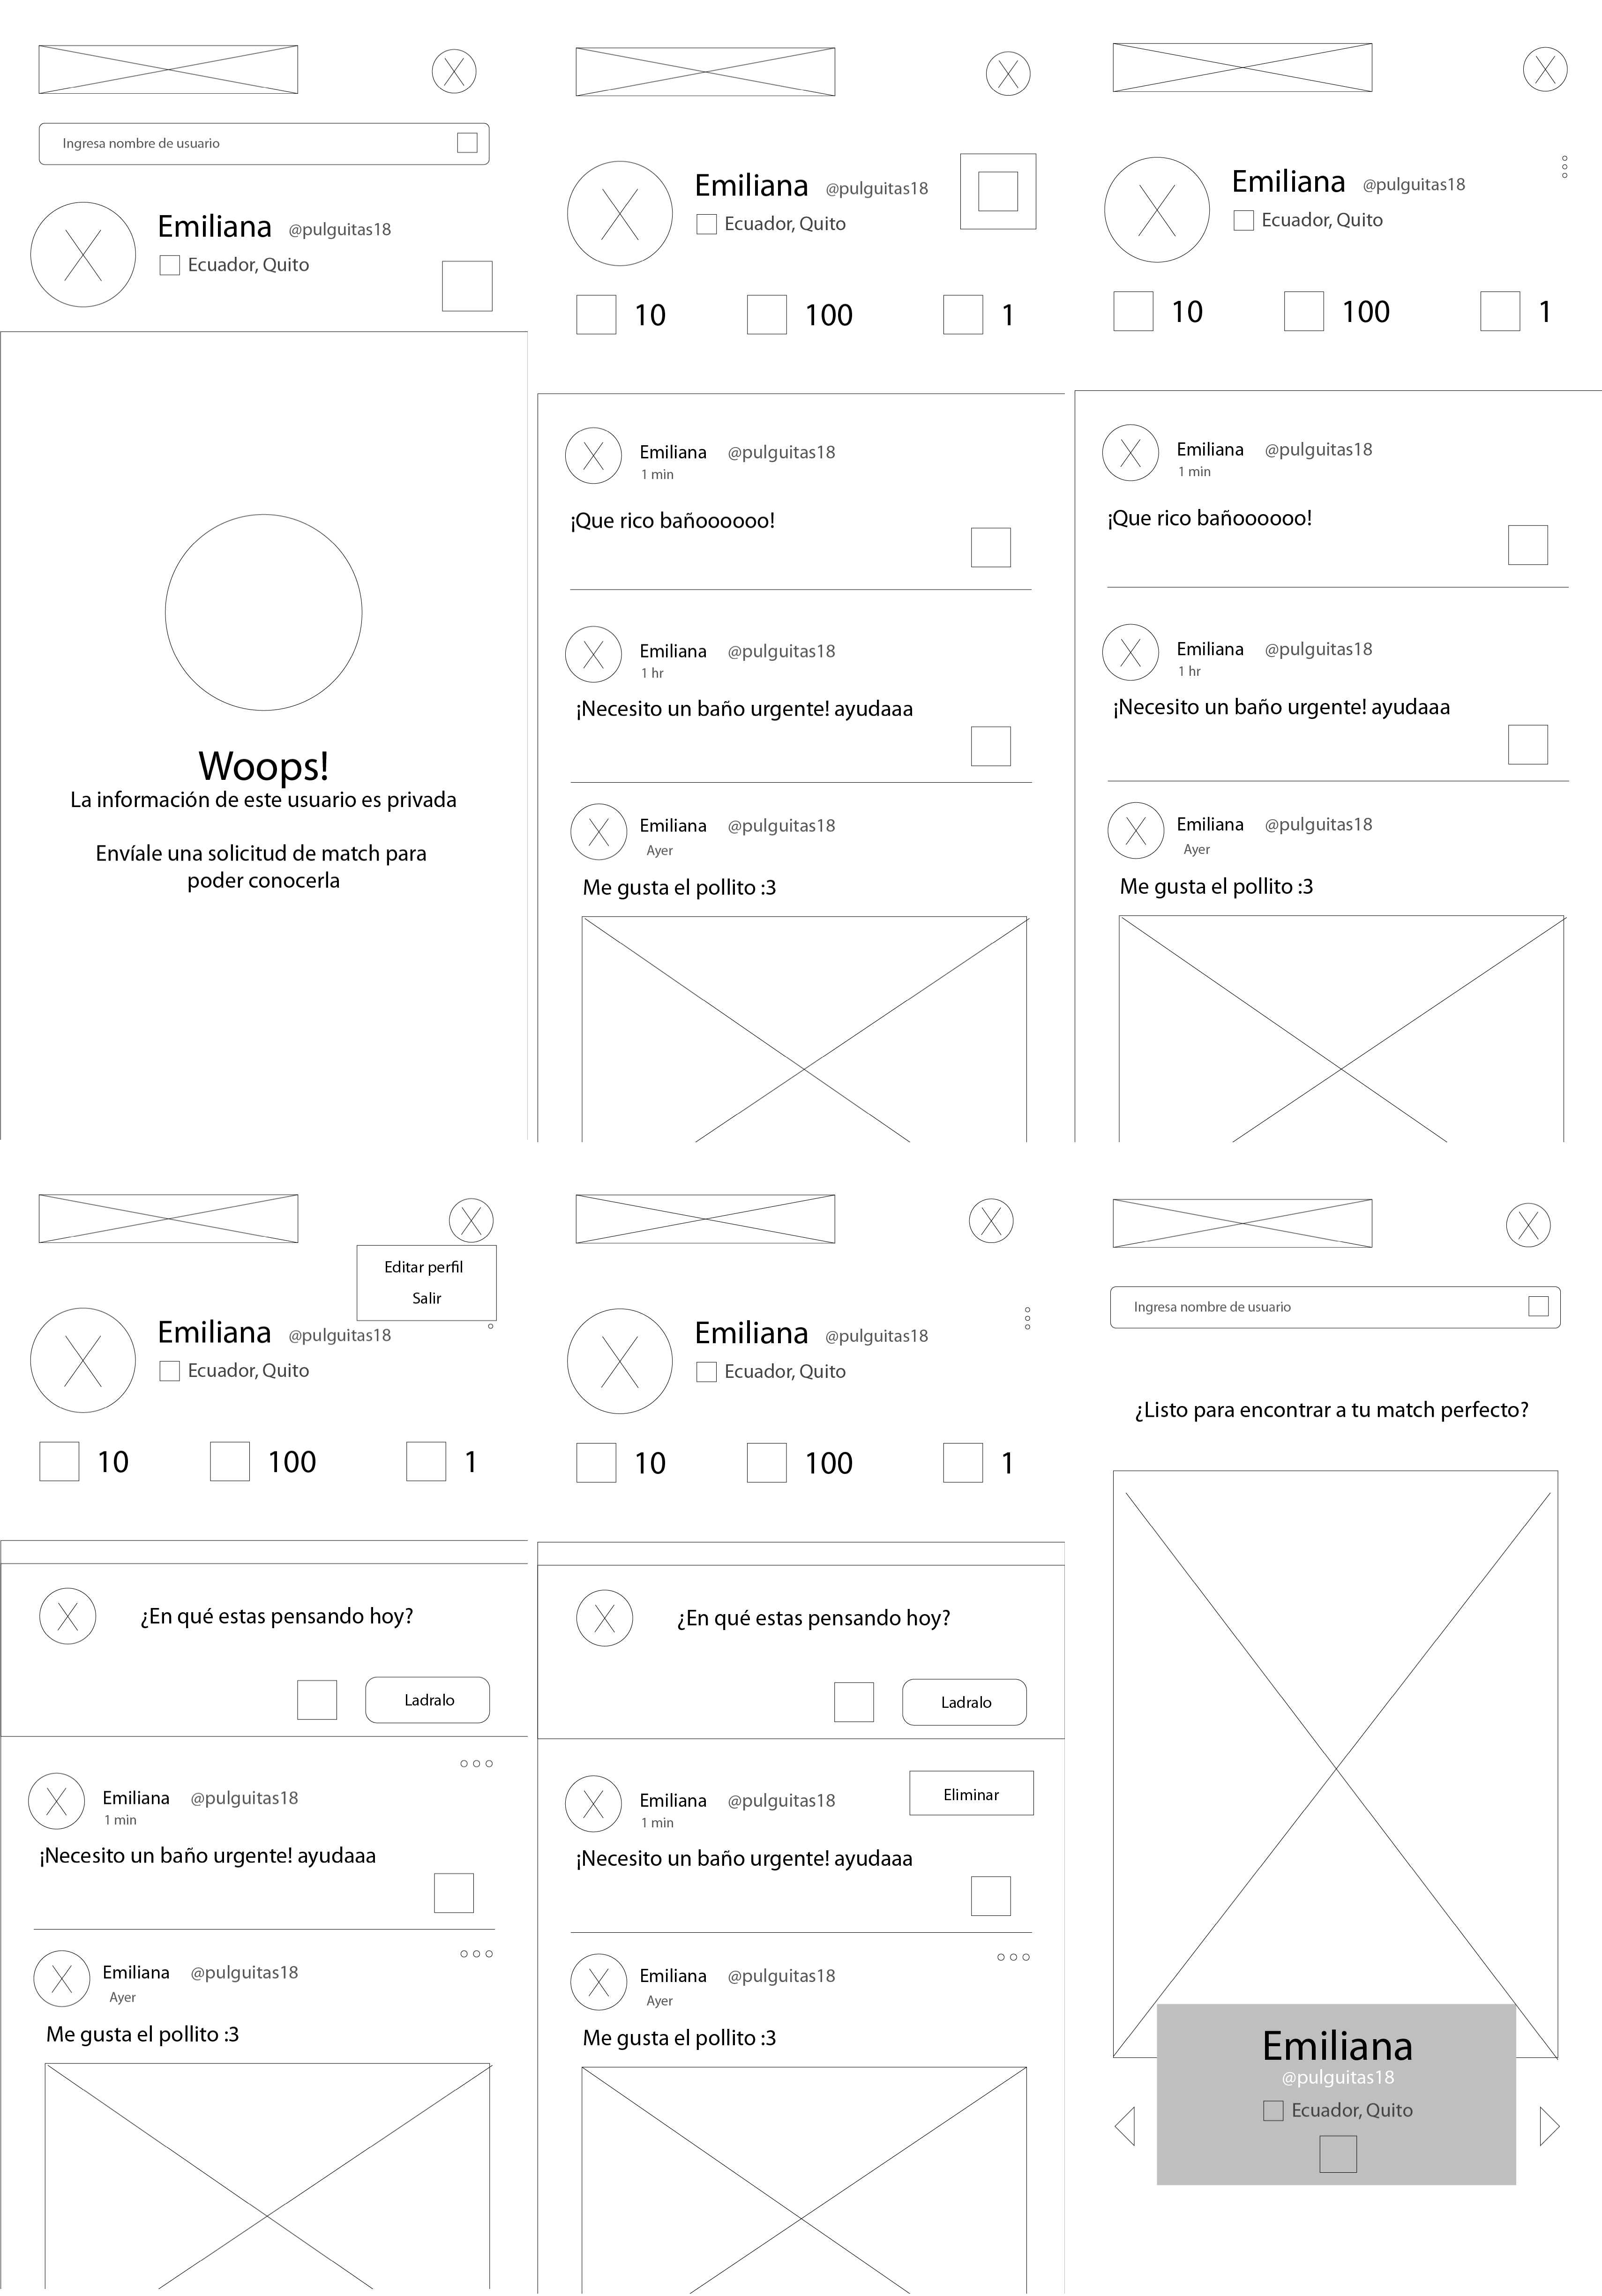 Ingresa nombre de usuario
Emiliana @pulguitas18
Ecuador, Quito
Woops!
La información de este usuario es privada
Envíale una solicitud de match para
poder conocerla
Emiliana @pulguitas18
Ecuador, Quito
10 100 1
Emiliana @pulguitas18
1 min
¡Que rico bañoooooo!
Emiliana @pulguitas18
1 hr
¡Necesito un baño urgente! ayudaaa
Emiliana @pulguitas18
Ayer
Me gusta el pollito :3
Emiliana @pulguitas18
Ecuador, Quito
10 100 1
Emiliana @pulguitas18
1 min
¡Que rico bañoooooo!
Emiliana @pulguitas18
1 hr
¡Necesito un baño urgente! ayudaaa
Emiliana @pulguitas18
Ayer
Me gusta el pollito :3
Editar perfil
Salir
Emiliana @pulguitas18
Ecuador, Quito
10 100 1
¿En qué estas pensando hoy?
Ladralo
Emiliana @pulguitas18
1 min
¡Necesito un baño urgente! ayudaaa
Emiliana @pulguitas18
Ayer
Me gusta el pollito :3
Emiliana @pulguitas18
Ecuador, Quito
10 100 1
¿En qué estas pensando hoy?
Ladralo
Emiliana @pulguitas18
Eliminar
1 min
¡Necesito un baño urgente! ayudaaa
Emiliana @pulguitas18
Ayer
Me gusta el pollito :3
Ingresa nombre de usuario
¿Listo para encontrar a tu match perfecto?
Emiliana
@pulguitas18
Ecuador, Quito